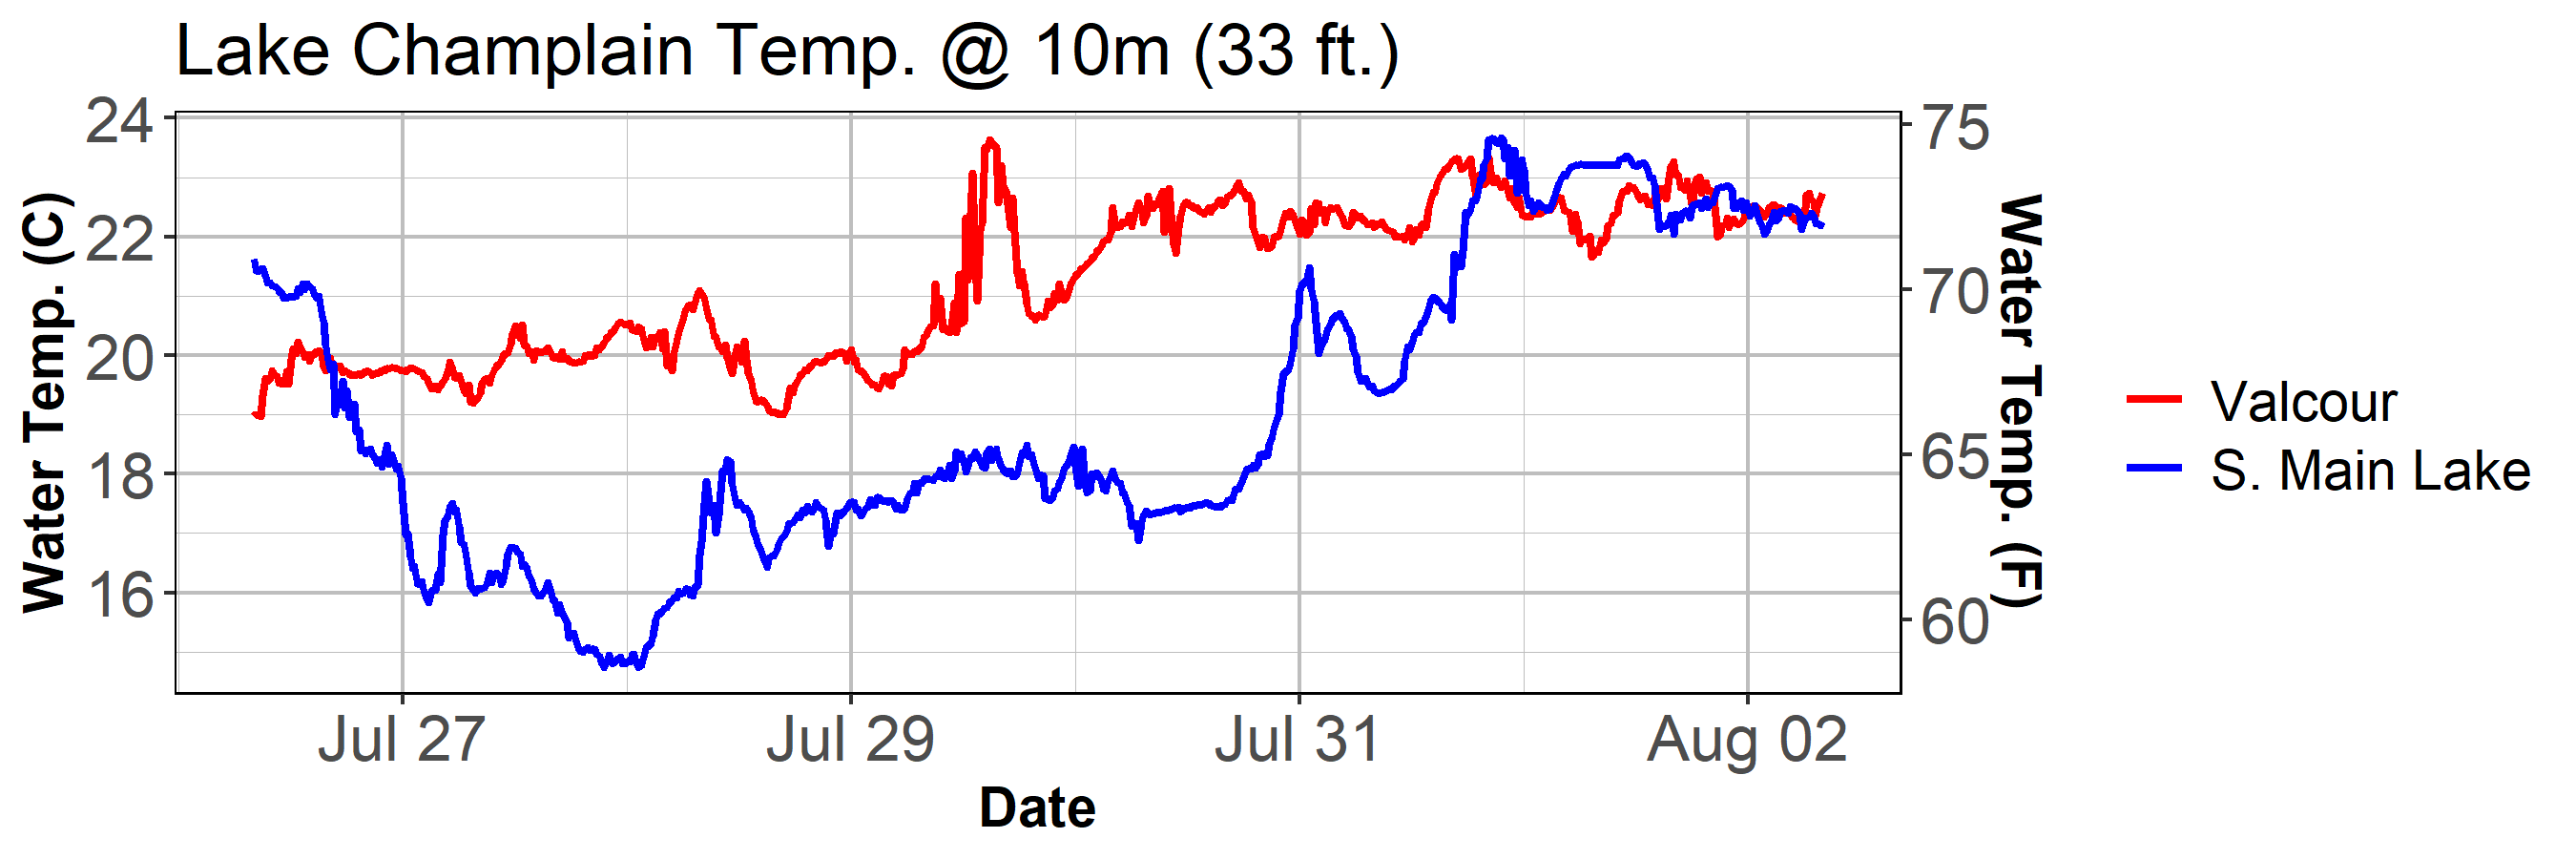 Lake Champlain Temp. @ 10m (33 ft.)
Water Temp. (C)
24
22
20
18
16
75
70
65
60
Water Temp. (F)
Jul 27
Jul 29
Jul 31
Aug 02
Date
Valcour
S. Main Lake